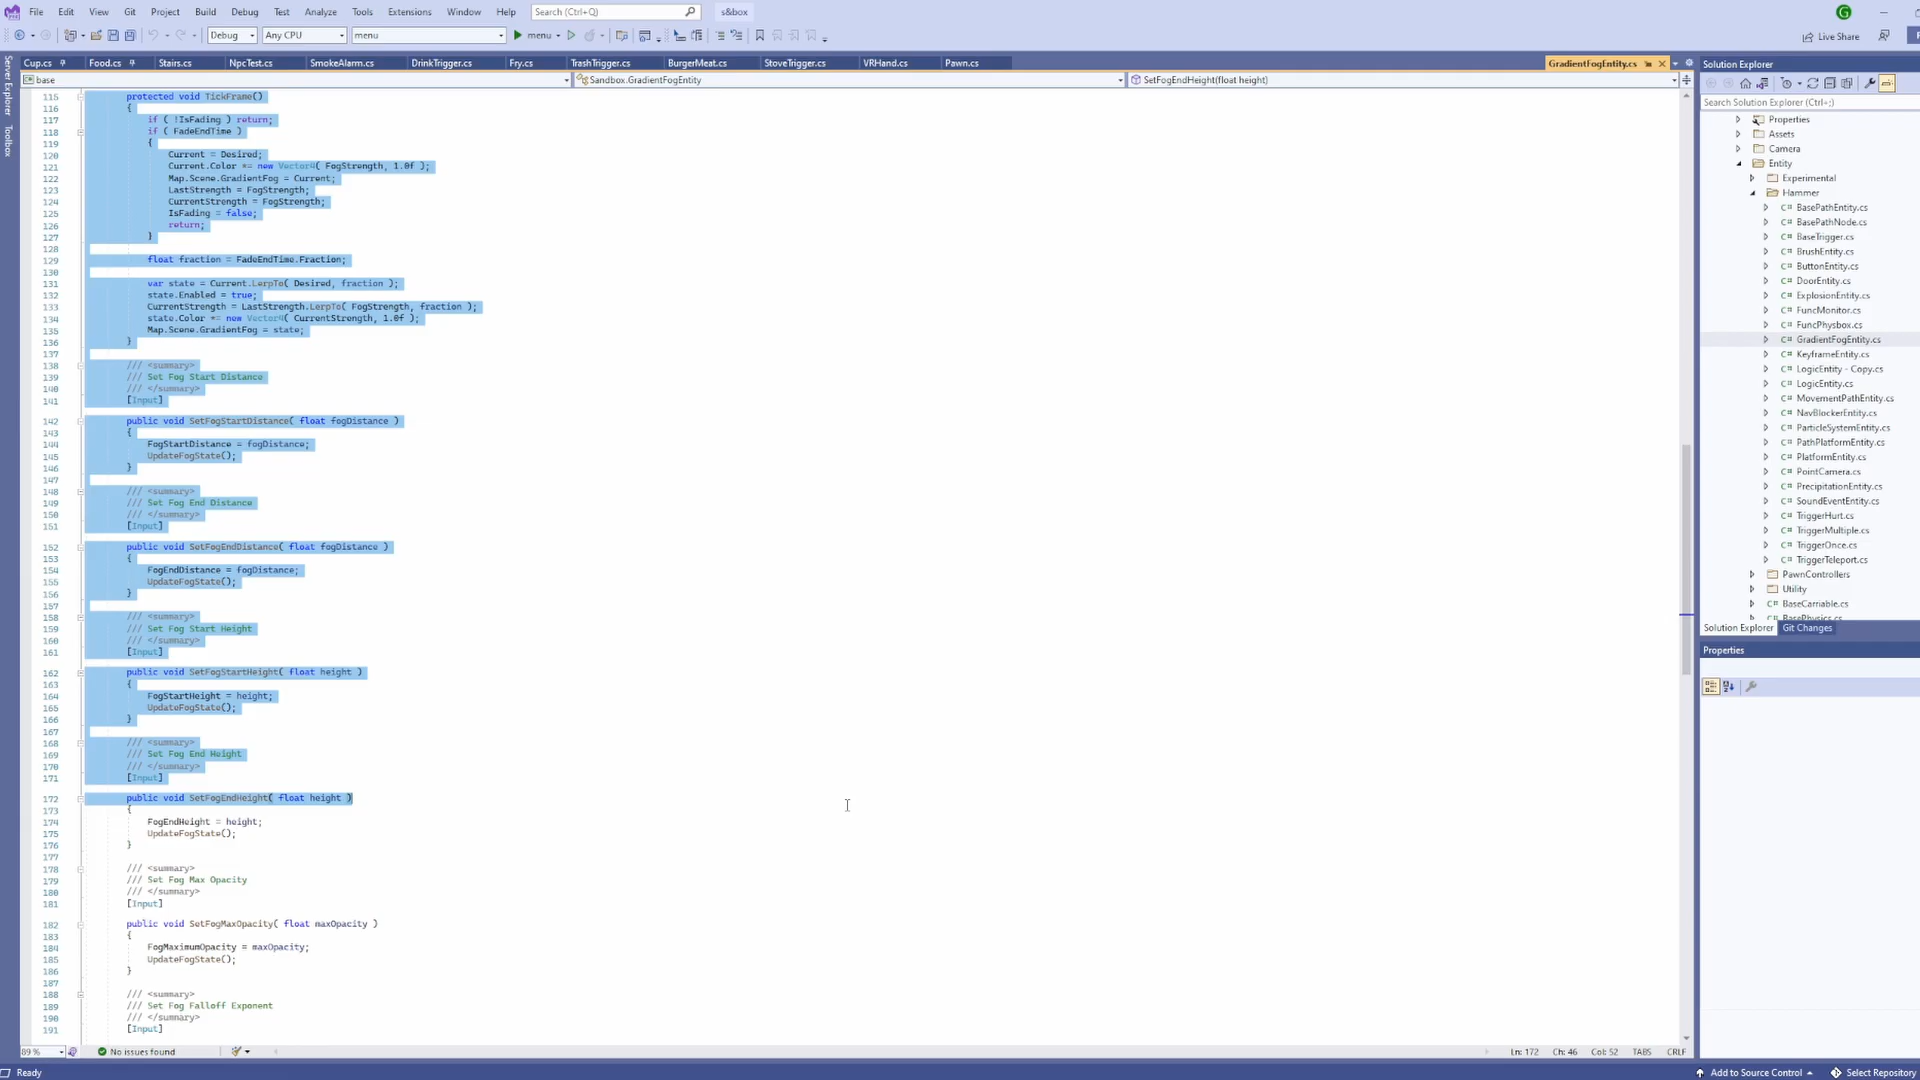 File Edit View Git Project Build Debug Test Analyze Tools Extensions Window Help Search (Ctrl+Q) s&box G
Debug Any CPU menu menu Live Share
Cup.cs Food.cs Stairs.cs NpcTest.cs SmokeAlarm.cs DrinkTrigger.cs Fry.cs TrashTrigger.cs BurgerMeat.cs StoveTrigger.cs VRHand.cs Pawn.cs GradientFogEntity.cs
base Sandbox.GradientFogEntity SetFogEndHeight(float height)
Server Explorer
Toolbox
115 protected void TickFrame()
116 {
117 if ( !IsFading ) return;
118 if ( FadeEndTime )
119 {
120 Current = Desired;
121 Current.Color *= new Vector4( FogStrength, 1.0f );
122 Map.Scene.GradientFog = Current;
123 LastStrength = FogStrength;
124 CurrentStrength = FogStrength;
125 IsFading = false;
126 return;
127 }
128
129 float fraction = FadeEndTime.Fraction;
130
131 var state = Current.LerpTo( Desired, fraction );
132 state.Enabled = true;
133 CurrentStrength = LastStrength.LerpTo( FogStrength, fraction );
134 state.Color *= new Vector4( CurrentStrength, 1.0f );
135 Map.Scene.GradientFog = state;
136 }
137
138 /// <summary>
139 /// Set Fog Start Distance
140 /// </summary>
141 [Input]
142 public void SetFogStartDistance( float fogDistance )
143 {
144 FogStartDistance = fogDistance;
145 UpdateFogState();
146 }
147
148 /// <summary>
149 /// Set Fog End Distance
150 /// </summary>
151 [Input]
152 public void SetFogEndDistance( float fogDistance )
153 {
154 FogEndDistance = fogDistance;
155 UpdateFogState();
156 }
157
158 /// <summary>
159 /// Set Fog Start Height
160 /// </summary>
161 [Input]
162 public void SetFogStartHeight( float height )
163 {
164 FogStartHeight = height;
165 UpdateFogState();
166 }
167
168 /// <summary>
169 /// Set Fog End Height
170 /// </summary>
171 [Input]
172 public void SetFogEndHeight( float height )
173 {
174 FogEndHeight = height;
175 UpdateFogState();
176 }
177
178 /// <summary>
179 /// Set Fog Max Opacity
180 /// </summary>
181 [Input]
182 public void SetFogMaxOpacity( float maxOpacity )
183 {
184 FogMaximumOpacity = maxOpacity;
185 UpdateFogState();
186 }
187
188 /// <summary>
189 /// Set Fog Falloff Exponent
190 /// </summary>
191 [Input]
89 % No issues found Ln: 172 Ch: 46 Col: 52 TABS CRLF
Ready Add to Source Control Select Repository
Solution Explorer
Search Solution Explorer (Ctrl+;)
Properties
Assets
Camera
Entity
Experimental
Hammer
C# BasePathEntity.cs
C# BasePathNode.cs
C# BaseTrigger.cs
C# BrushEntity.cs
C# ButtonEntity.cs
C# DoorEntity.cs
C# ExplosionEntity.cs
C# FuncMonitor.cs
C# FuncPhysbox.cs
C# GradientFogEntity.cs
C# KeyframeEntity.cs
C# LogicEntity - Copy.cs
C# LogicEntity.cs
C# MovementPathEntity.cs
C# NavBlockerEntity.cs
C# ParticleSystemEntity.cs
C# PathPlatformEntity.cs
C# PlatformEntity.cs
C# PointCamera.cs
C# PrecipitationEntity.cs
C# SoundEventEntity.cs
C# TriggerHurt.cs
C# TriggerMultiple.cs
C# TriggerOnce.cs
C# TriggerTeleport.cs
PawnControllers
Utility
C# BaseCarriable.cs
C# BasePhysics.cs
Solution Explorer Git Changes
Properties